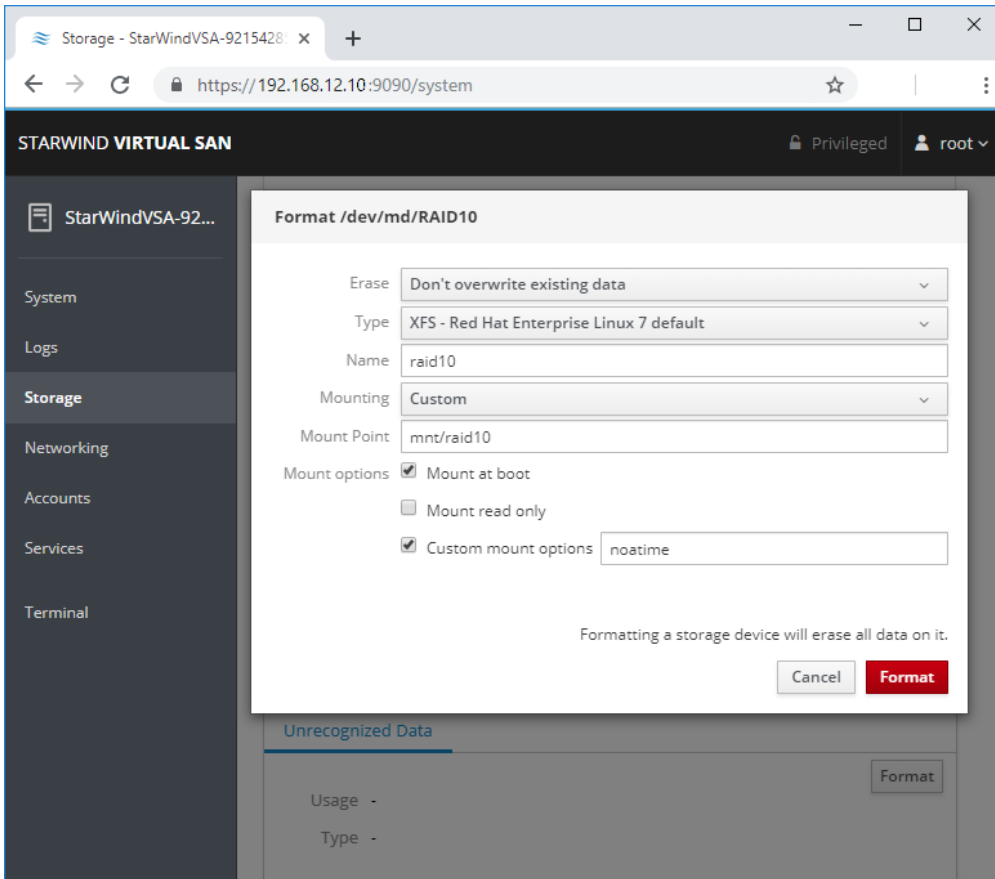 Storage - StarWindVSA-9215428
https://192.168.12.10:9090/system
STARWIND VIRTUAL SAN
Privileged
root
StarWindVSA-92...
System
Logs
Storage
Networking
Accounts
Services
Terminal
Format /dev/md/RAID10
Erase Don't overwrite existing data
Type XFS - Red Hat Enterprise Linux 7 default
Name raid10
Mounting Custom
Mount Point mnt/raid10
Mount options Mount at boot
Mount read only
Custom mount options noatime
Formatting a storage device will erase all data on it.
Cancel Format
Unrecognized Data
Format
Usage -
Type -